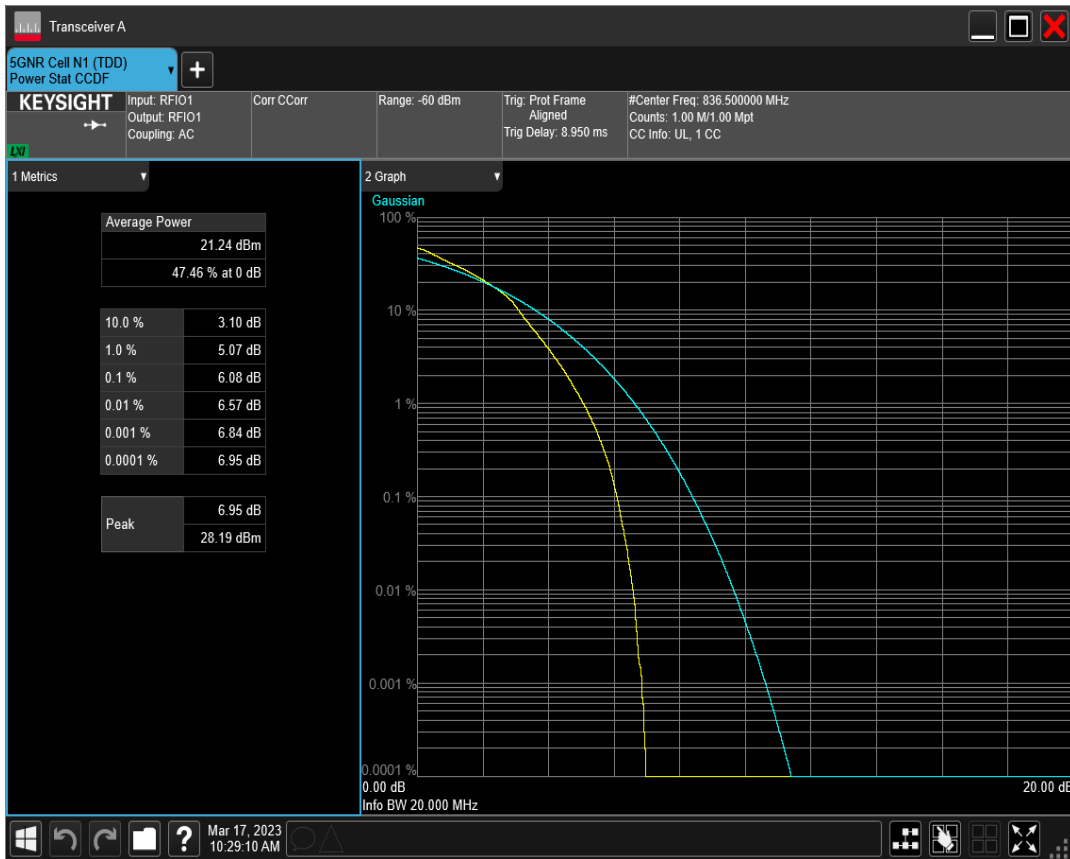 Transceiver A
5GNR Cell N1 (TDD)
Power Stat CCDF
KEYSIGHT
LXI
Input: RFIO1
Output: RFIO1
Coupling: AC
Corr CCorr
Range: -60 dBm
Trig: Prot Frame
Aligned
Trig Delay: 8.950 ms
#Center Freq: 836.500000 MHz
Counts: 1.00 M/1.00 Mpt
CC Info: UL, 1 CC
1 Metrics
Average Power
21.24 dBm
47.46 % at 0 dB
10.0 % 3.10 dB
1.0 % 5.07 dB
0.1 % 6.08 dB
0.01 % 6.57 dB
0.001 % 6.84 dB
0.0001 % 6.95 dB
Peak 6.95 dB
28.19 dBm
2 Graph
Gaussian
100 %
10 %
1 %
0.1 %
0.01 %
0.001 %
0.0001 %
0.00 dB 20.00 dB
Info BW 20.000 MHz
?
Mar 17, 2023
10:29:10 AM